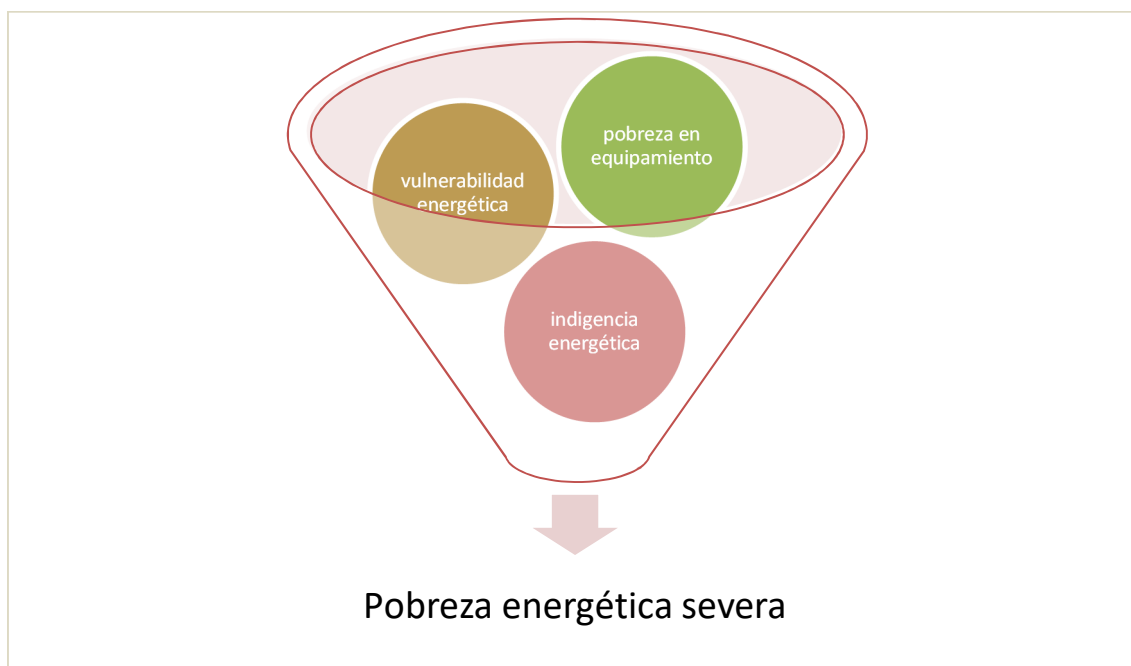 pobreza en
equipamiento
vulnerabilidad
energética
indigencia
energética
Pobreza energética severa